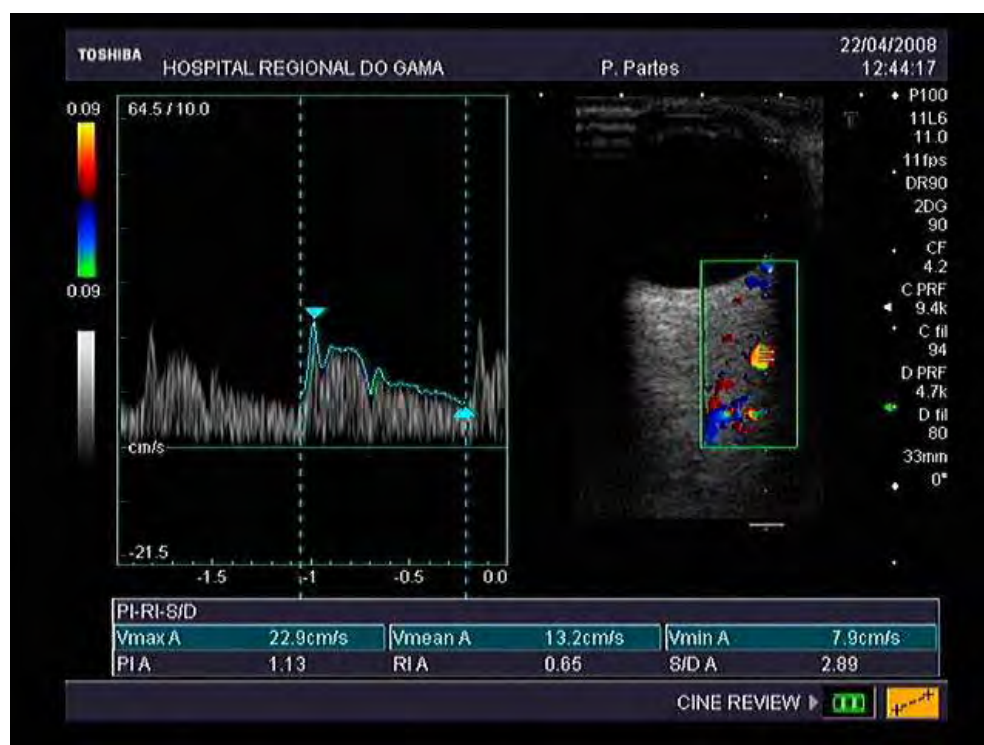 TOSHIBA
HOSPITAL REGIONAL DO GAMA
P. Partes
22/04/2008
12:44:17
0.09
0.09
64.5 / 10.0
-cm/s-
-21.5
-1.5
-1
-0.5
0.0
T
P100
11L6
11.0
11fps
DR90
2DG
90
CF
4.2
C PRF
9.4k
C fil
94
D PRF
4.7k
D fil
80
33mm
0°
PI-RI-S/D
Vmax A 22.9cm/s Vmean A 13.2cm/s Vmin A 7.9cm/s
PI A 1.13 RI A 0.65 S/D A 2.89
CINE REVIEW